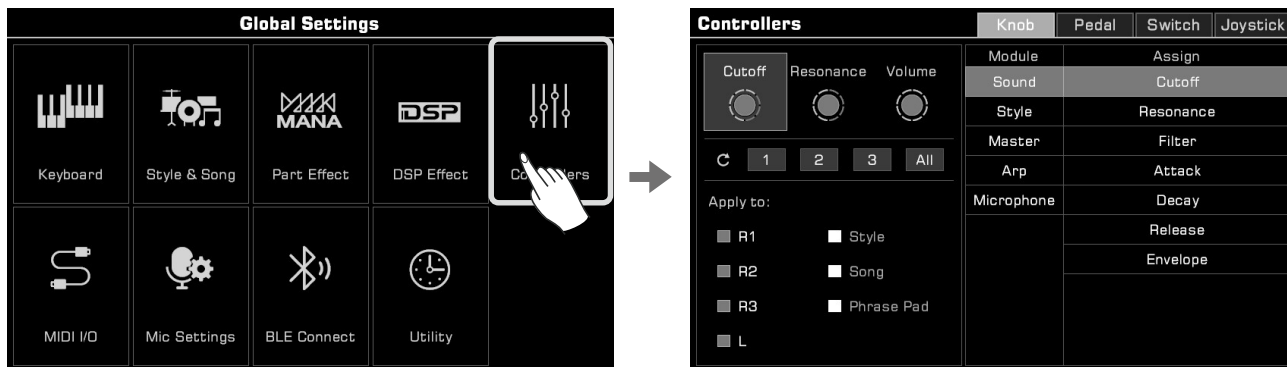 Global Settings
MANA
DSP
Keyboard
Style & Song
Part Effect
DSP Effect
MIDI I/O
Mic Settings
BLE Connect
Utility
Controllers
Knob
Pedal
Switch
Joystick
Cutoff
Resonance
Volume
1
2
3
All
Apply to:
R1
Style
R2
Song
R3
Phrase Pad
L
Module
Assign
Sound
Cutoff
Style
Resonance
Master
Filter
Arp
Attack
Microphone
Decay
Release
Envelope